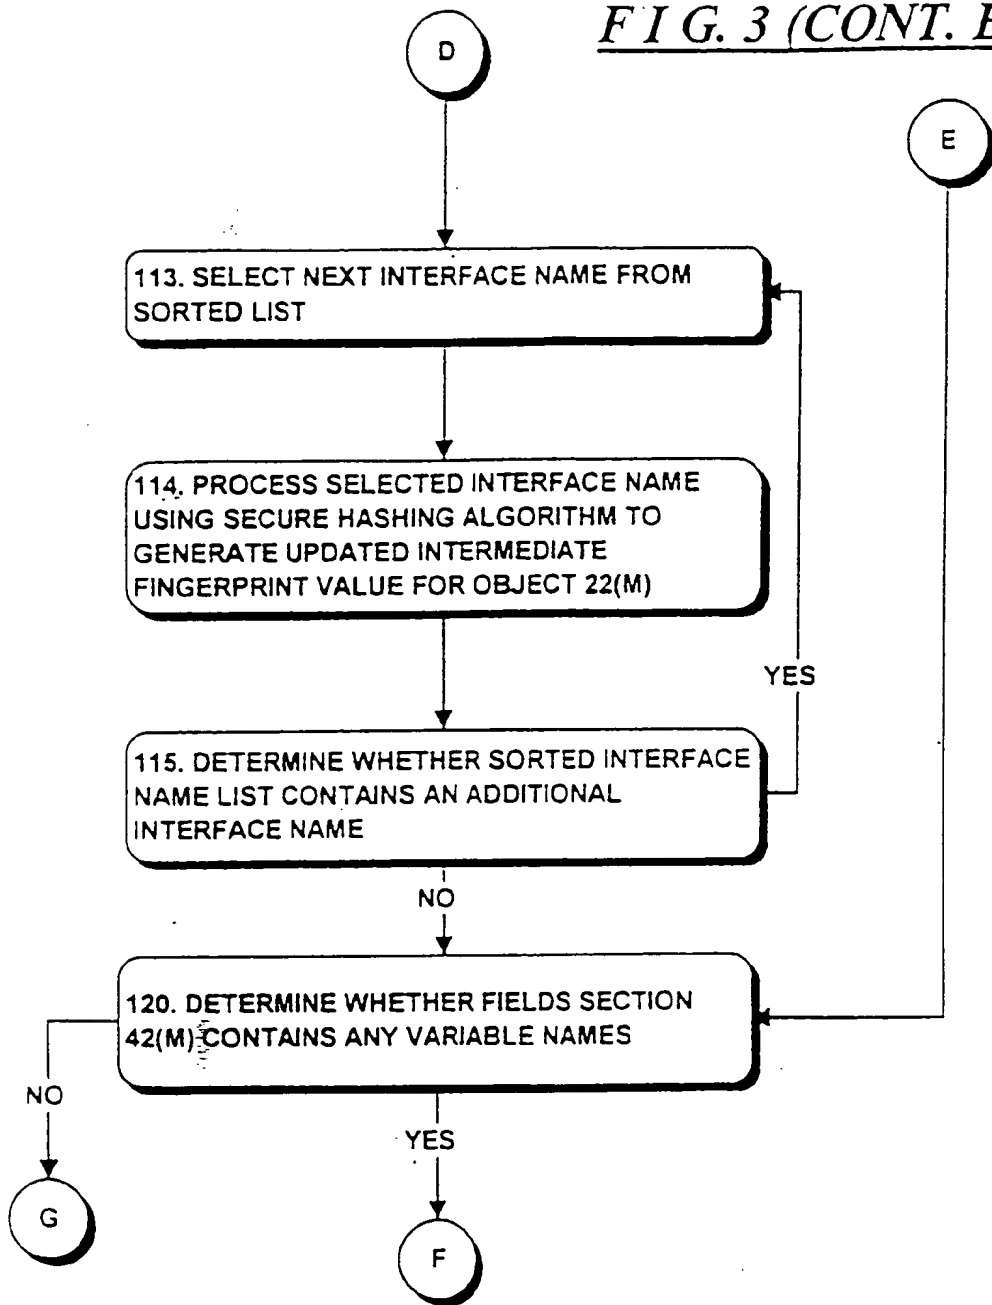 FIG. 3 (CONT. E
D
E
113. SELECT NEXT INTERFACE NAME FROM
SORTED LIST
114. PROCESS SELECTED INTERFACE NAME
USING SECURE HASHING ALGORITHM TO
GENERATE UPDATED INTERMEDIATE
FINGERPRINT VALUE FOR OBJECT 22(M)
YES
115. DETERMINE WHETHER SORTED INTERFACE
NAME LIST CONTAINS AN ADDITIONAL
INTERFACE NAME
NO
120. DETERMINE WHETHER FIELDS SECTION
42(M) CONTAINS ANY VARIABLE NAMES
NO
YES
G
F